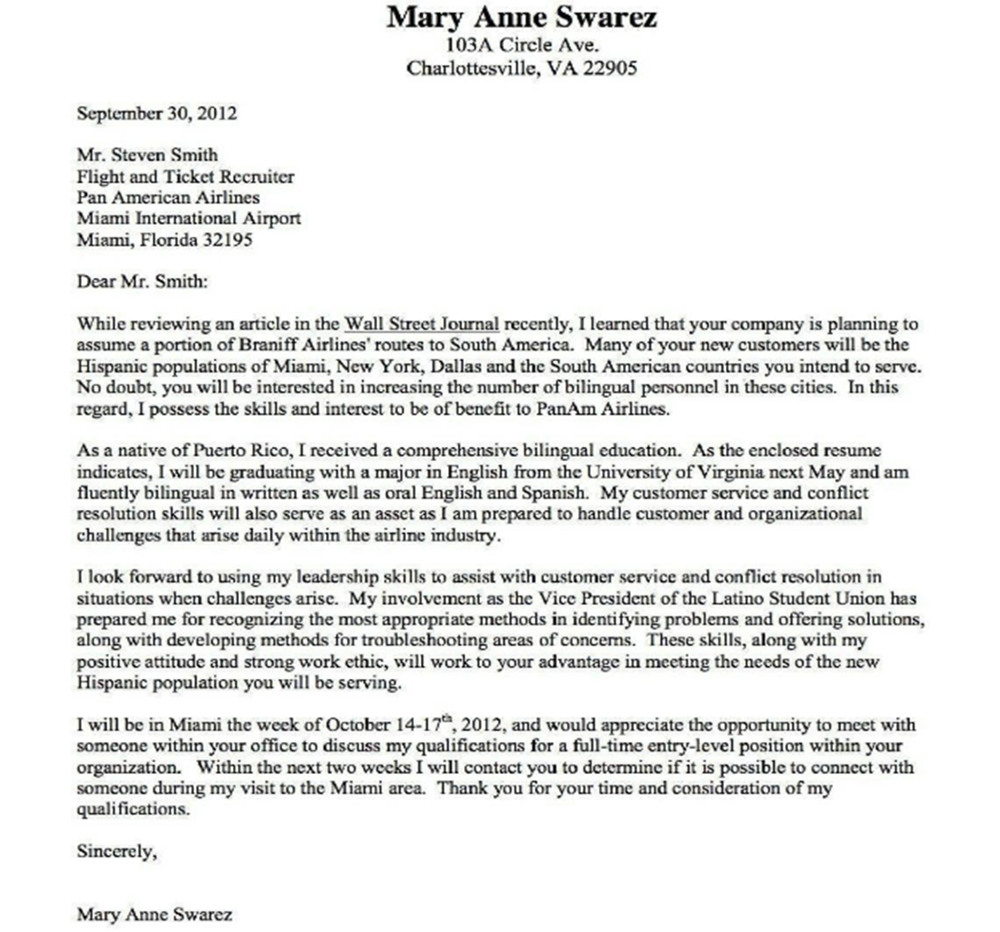 Mary Anne Swarez
103A Circle Ave.
Charlottesville, VA 22905
September 30, 2012
Mr. Steven Smith
Flight and Ticket Recruiter
Pan American Airlines
Miami International Airport
Miami, Florida 32195
Dear Mr. Smith:
While reviewing an article in the Wall Street Journal recently, I learned that your company is planning to
assume a portion of Braniff Airlines' routes to South America. Many of your new customers will be the
Hispanic populations of Miami, New York, Dallas and the South American countries you intend to serve.
No doubt, you will be interested in increasing the number of bilingual personnel in these cities. In this
regard, I possess the skills and interest to be of benefit to PanAm Airlines.
As a native of Puerto Rico, I received a comprehensive bilingual education. As the enclosed resume
indicates, I will be graduating with a major in English from the University of Virginia next May and am
fluently bilingual in written as well as oral English and Spanish. My customer service and conflict
resolution skills will also serve as an asset as I am prepared to handle customer and organizational
challenges that arise daily within the airline industry.
I look forward to using my leadership skills to assist with customer service and conflict resolution in
situations when challenges arise. My involvement as the Vice President of the Latino Student Union has
prepared me for recognizing the most appropriate methods in identifying problems and offering solutions,
along with developing methods for troubleshooting areas of concerns. These skills, along with my
positive attitude and strong work ethic, will work to your advantage in meeting the needs of the new
Hispanic population you will be serving.
I will be in Miami the week of October 14-17th, 2012, and would appreciate the opportunity to meet with
someone within your office to discuss my qualifications for a full-time entry-level position within your
organization. Within the next two weeks I will contact you to determine if it is possible to connect with
someone during my visit to the Miami area. Thank you for your time and consideration of my
qualifications.
Sincerely,
Mary Anne Swarez